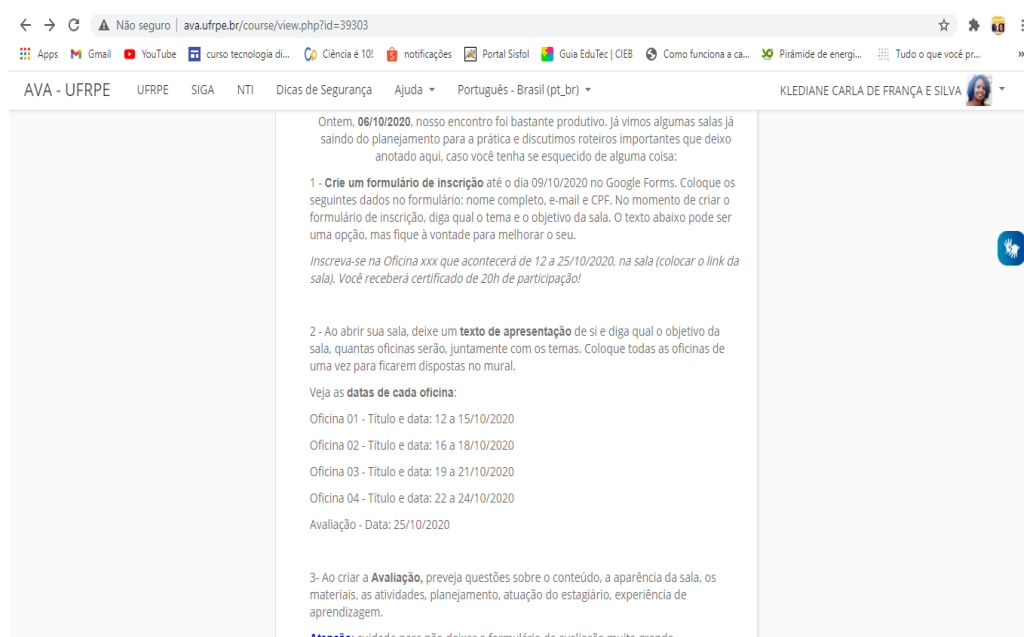 Não seguro | ava.ufrpe.br/course/view.php?id=39303
Apps Gmail YouTube curso tecnologia di... Ciência é 10! notificações Portal Sisfol Guia EduTec | CIEB Como funciona a ca... Pirâmide de energi... Tudo o que você pr... »
AVA - UFRPE UFRPE SIGA NTI Dicas de Segurança Ajuda Português - Brasil (pt_br) KLEDIANE CARLA DE FRANÇA E SILVA
Ontem, 06/10/2020, nosso encontro foi bastante produtivo. Já vimos algumas salas já
saindo do planejamento para a prática e discutimos roteiros importantes que deixo
anotado aqui, caso você tenha se esquecido de alguma coisa:
1 - Crie um formulário de inscrição até o dia 09/10/2020 no Google Forms. Coloque os
seguintes dados no formulário: nome completo, e-mail e CPF. No momento de criar o
formulário de inscrição, diga qual o tema e o objetivo da sala. O texto abaixo pode ser
uma opção, mas fique à vontade para melhorar o seu.
Inscreva-se na Oficina xxx que acontecerá de 12 a 25/10/2020, na sala (colocar o link da
sala). Você receberá certificado de 20h de participação!
2 - Ao abrir sua sala, deixe um texto de apresentação de si e diga qual o objetivo da
sala, quantas oficinas serão, juntamente com os temas. Coloque todas as oficinas de
uma vez para ficarem dispostas no mural.
Veja as datas de cada oficina:
Oficina 01 - Título e data: 12 a 15/10/2020
Oficina 02 - Título e data: 16 a 18/10/2020
Oficina 03 - Título e data: 19 a 21/10/2020
Oficina 04 - Título e data: 22 a 24/10/2020
Avaliação - Data: 25/10/2020
3- Ao criar a Avaliação, preveja questões sobre o conteúdo, a aparência da sala, os
materiais, as atividades, planejamento, atuação do estagiário, experiência de
aprendizagem.
Atenção: cuidado para não deixar o formulário de avaliação muito grande